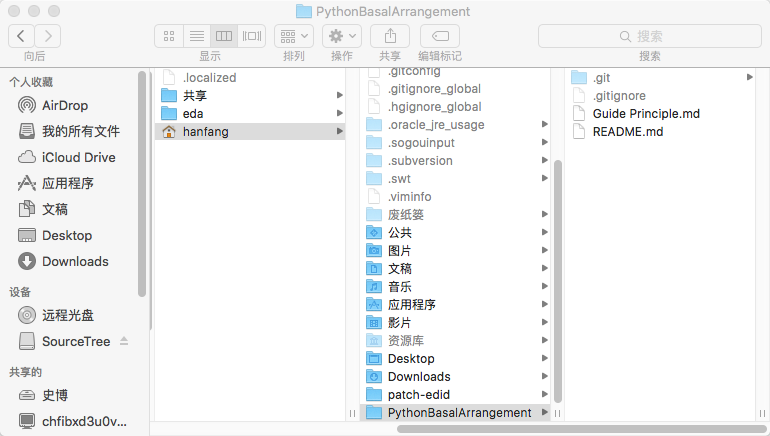 PythonBasalArrangement
向后
显示
排列
操作
共享
编辑标记
搜索
搜索
个人收藏
AirDrop
我的所有文件
iCloud Drive
应用程序
文稿
Desktop
Downloads
设备
远程光盘
SourceTree
共享的
史博
chfibxd3u0v...
.localized
共享
eda
hanfang
.gitconfig
.gitignore_global
.hgignore_global
.oracle_jre_usage
.sogouinput
.subversion
.swt
.viminfo
废纸篓
公共
图片
文稿
音乐
应用程序
影片
资源库
Desktop
Downloads
patch-edid
PythonBasalArrangement
.git
.gitignore
Guide Principle.md
README.md